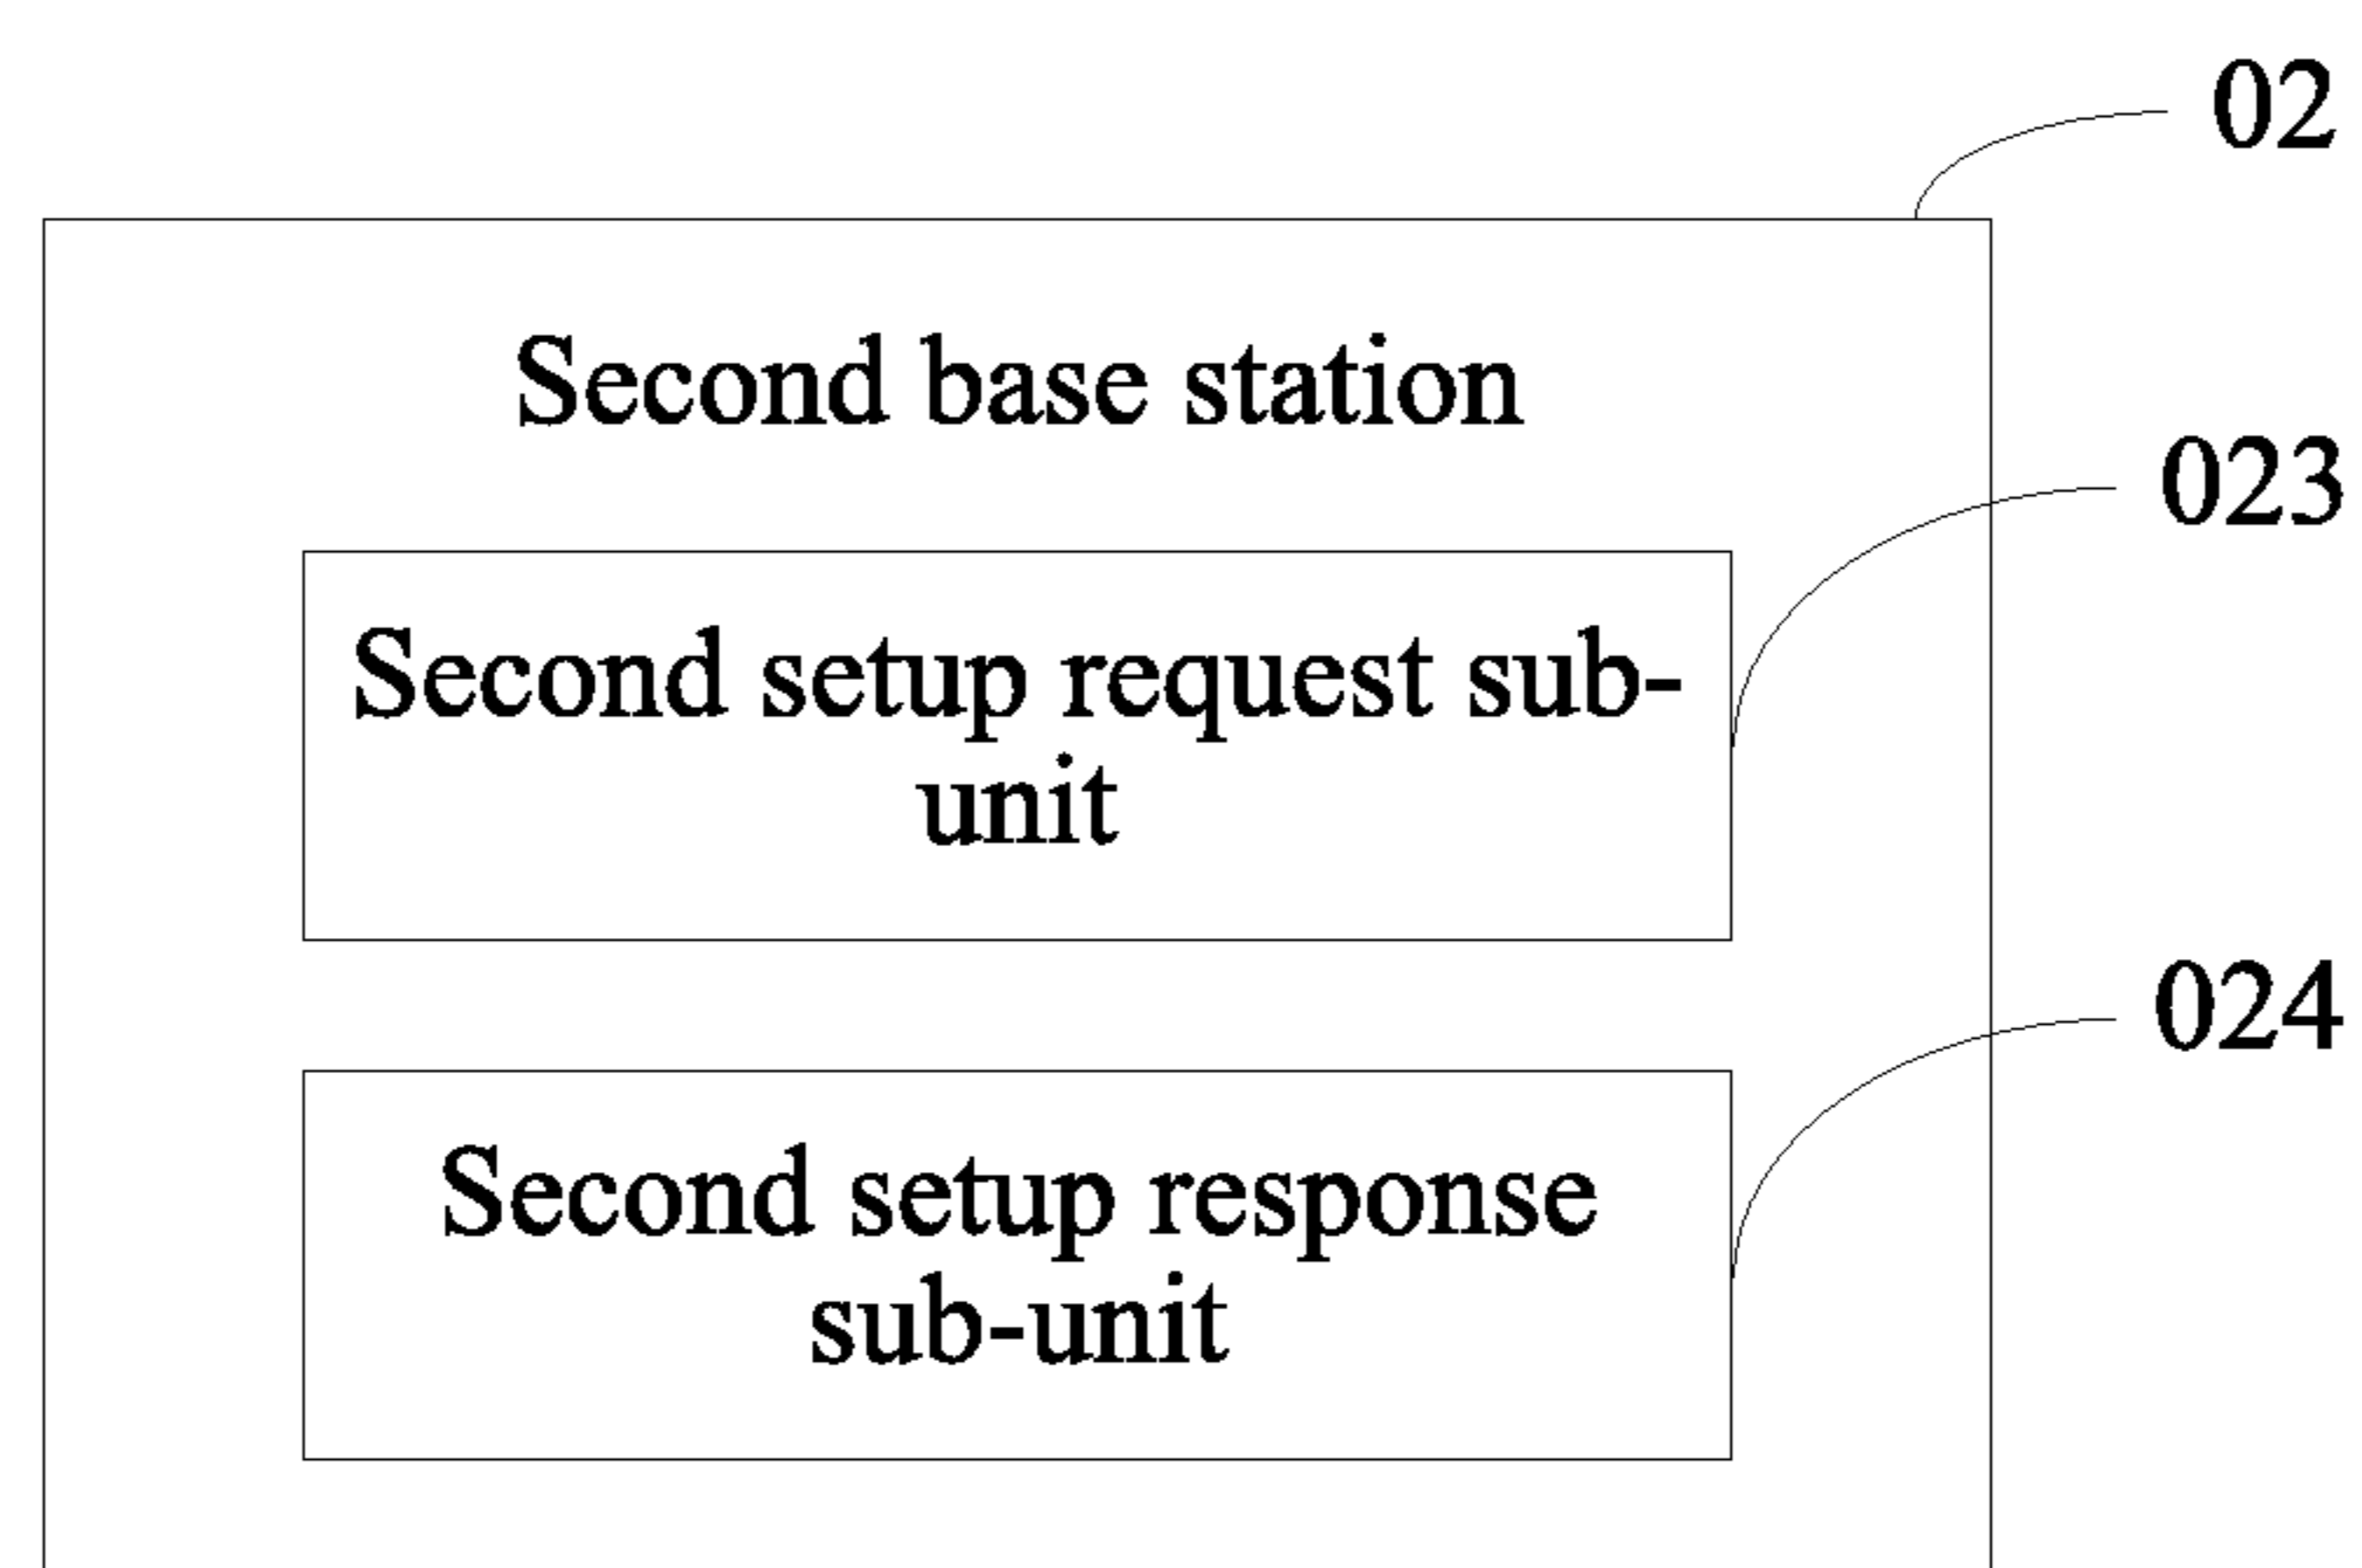 02
Second base station
023
Second setup request sub-
unit
024
Second setup response
sub-unit